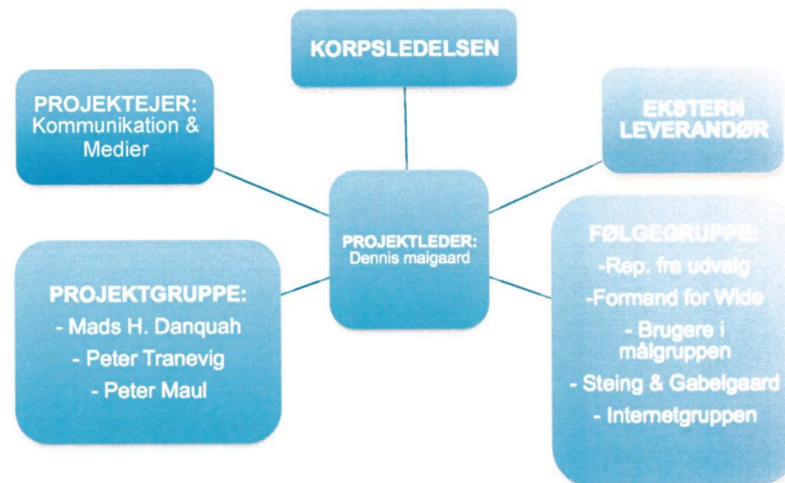 KORPSLEDELSEN
PROJEKTEJER:
Kommunikation &
Medier
EKSTERN
LEVERANDØR
PROJEKTLEDER:
Dennis maigaard
PROJEKTGRUPPE:
- Mads H. Danquah
- Peter Tranevig
- Peter Maul
FØLGEGRUPPE:
-Rep. fra udvalg
-Formand for Wide
- Brugere i
målgruppen
- Steing & Gabelgaard
- Internetgruppen